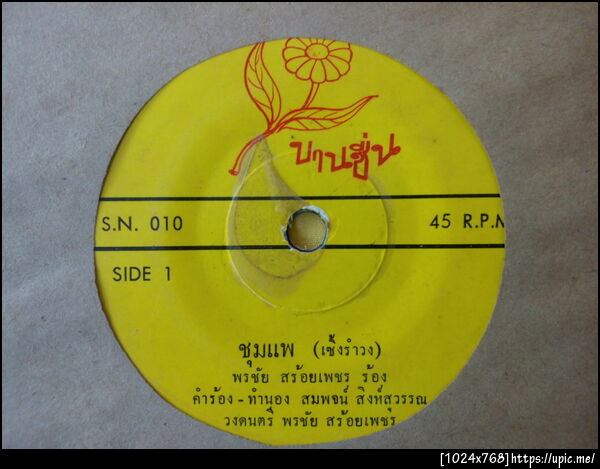 บานชื่น
S.N. 010
45 R.P.M
SIDE 1
ชุมแพ (เซิ้งรำวง)
พรชัย สร้อยเพชร ร้อง
คำร้อง - ทำนอง สมพจน์ สิงห์สุวรรณ
วงดนตรี พรชัย สร้อยเพชร
[1024x768]https://upic.me/